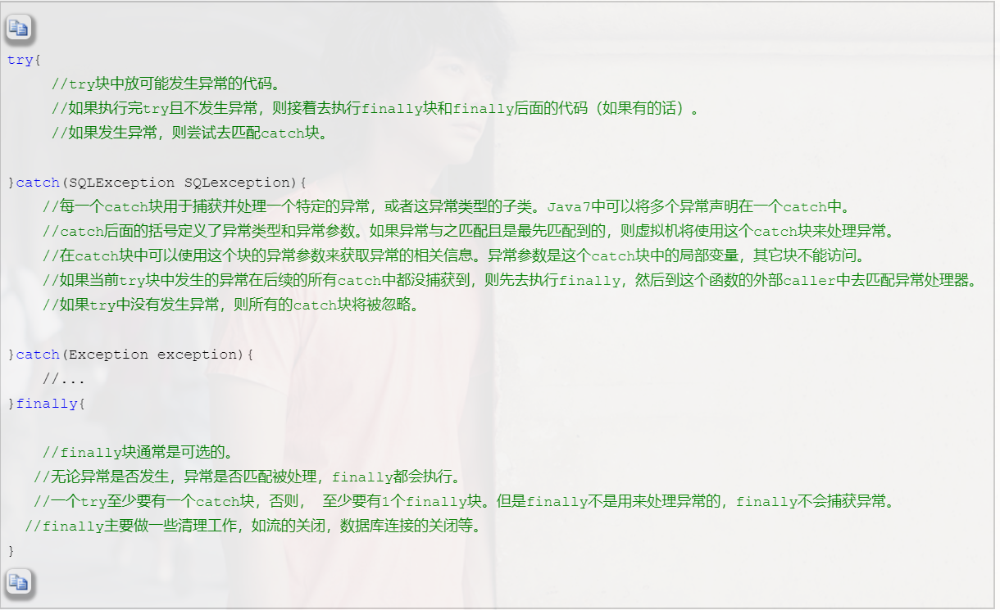 try{
//try块中放可能发生异常的代码。
//如果执行完try且不发生异常，则接着去执行finally块和finally后面的代码（如果有的话）。
//如果发生异常，则尝试去匹配catch块。
}catch(SQLException SQLexception){
//每一个catch块用于捕获并处理一个特定的异常，或者这异常类型的子类。Java7中可以将多个异常声明在一个catch中。
//catch后面的括号定义了异常类型和异常参数。如果异常与之匹配且是最先匹配到的，则虚拟机将使用这个catch块来处理异常。
//在catch块中可以使用这个块的异常参数来获取异常的相关信息。异常参数是这个catch块中的局部变量，其它块不能访问。
//如果当前try块中发生的异常在后续的所有catch中都没捕获到，则先去执行finally，然后到这个函数的外部caller中去匹配异常处理器。
//如果try中没有发生异常，则所有的catch块将被忽略。
}catch(Exception exception){
//...
}finally{
//finally块通常是可选的。
//无论异常是否发生，异常是否匹配被处理，finally都会执行。
//一个try至少要有一个catch块，否则， 至少要有1个finally块。但是finally不是用来处理异常的，finally不会捕获异常。
//finally主要做一些清理工作，如流的关闭，数据库连接的关闭等。
}